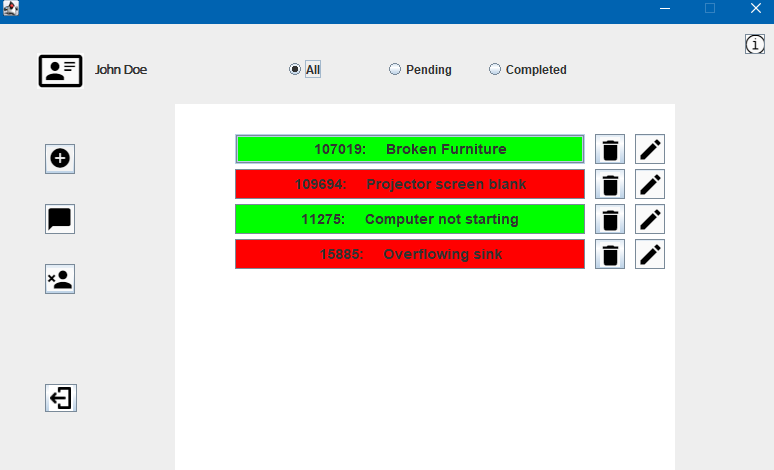 John Doe
All
Pending
Completed
107019: Broken Furniture
109694: Projector screen blank
11275: Computer not starting
15885: Overflowing sink